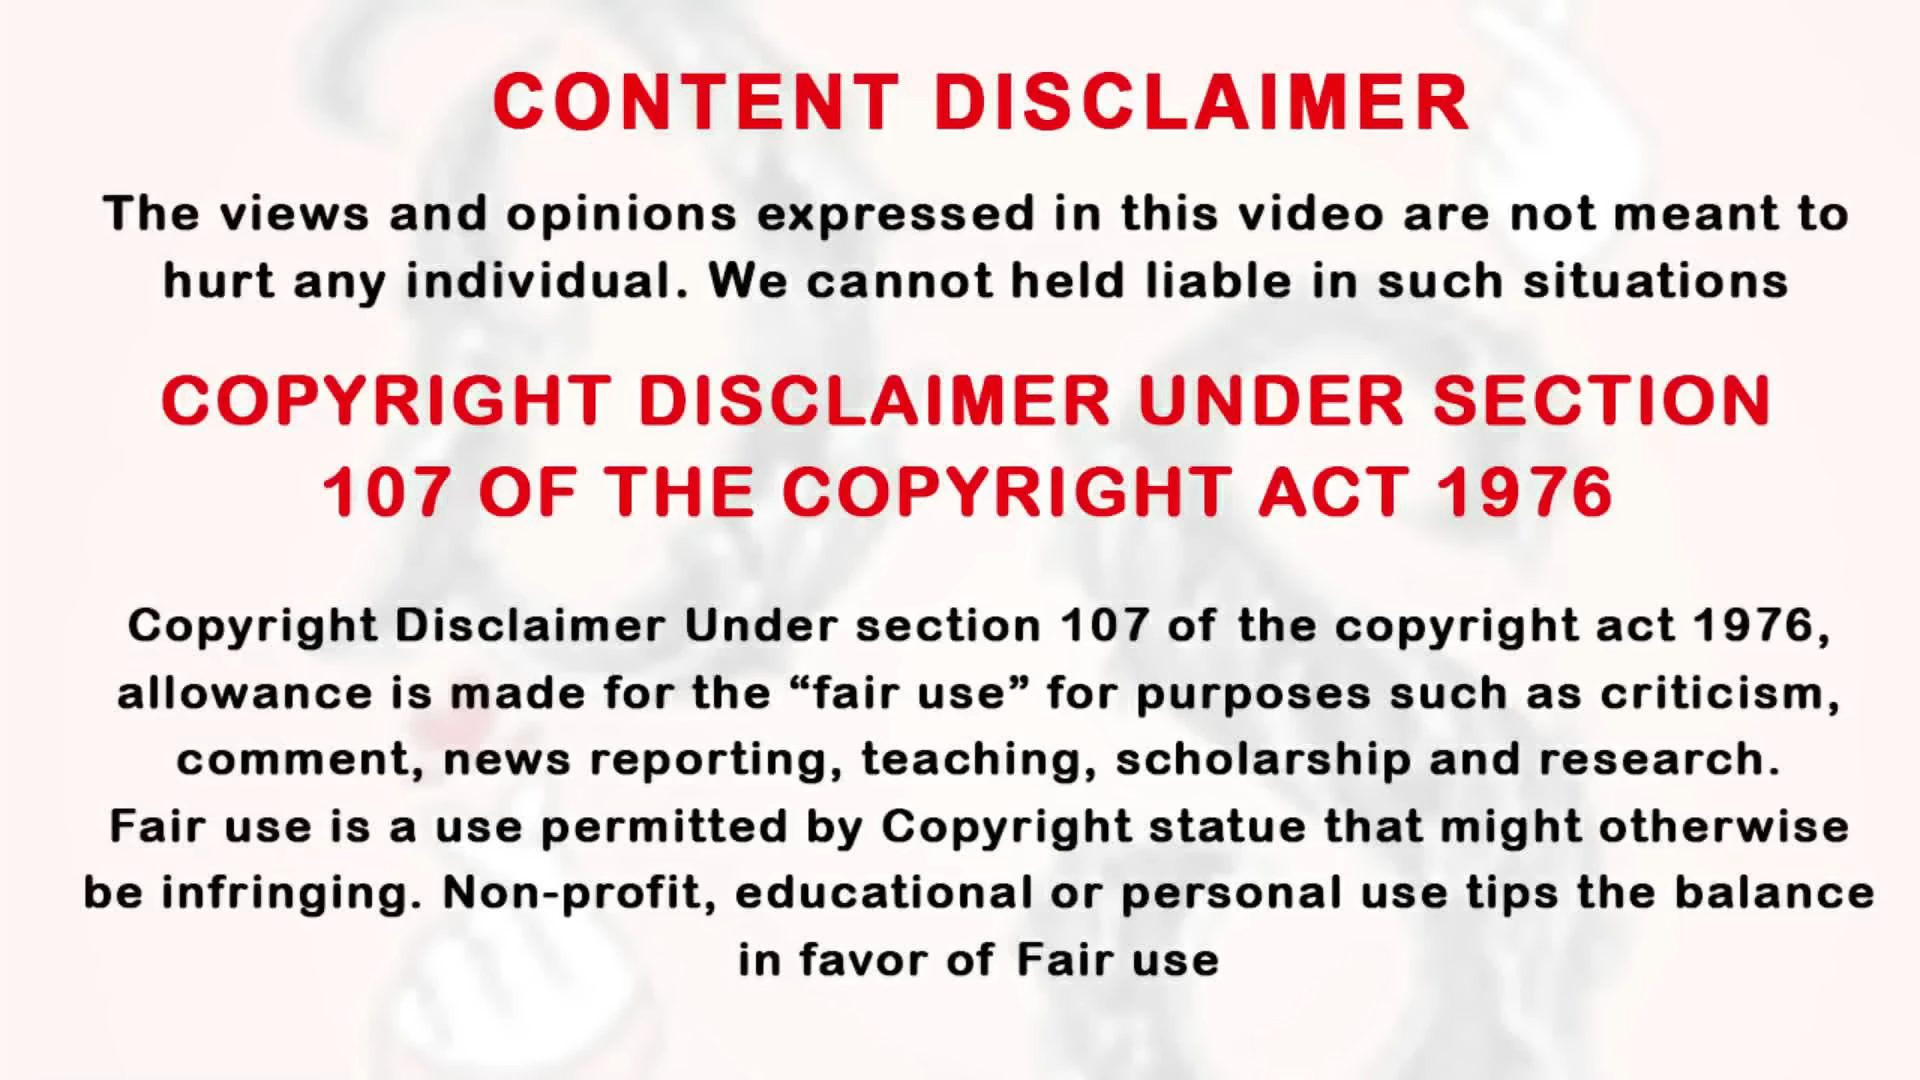 CONTENT DISCLAIMER
The views and opinions expressed in this video are not meant to
hurt any individual. We cannot held liable in such situations
COPYRIGHT DISCLAIMER UNDER SECTION
107 OF THE COPYRIGHT ACT 1976
Copyright Disclaimer Under section 107 of the copyright act 1976,
allowance is made for the “fair use” for purposes such as criticism,
comment, news reporting, teaching, scholarship and research.
Fair use is a use permitted by Copyright statue that might otherwise
be infringing. Non-profit, educational or personal use tips the balance
in favor of Fair use